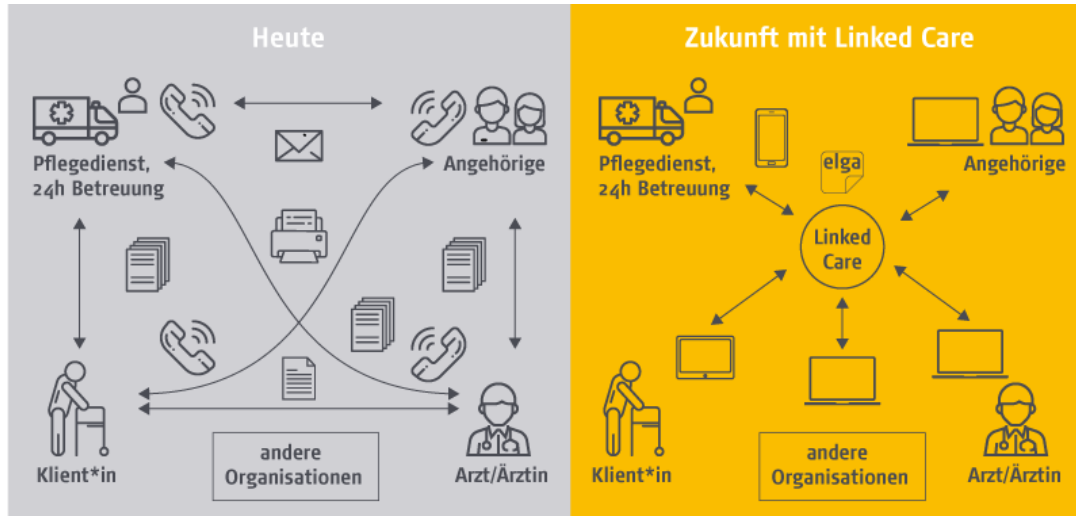 Heute
Pflegedienst,
24h Betreuung
Angehörige
Klient*in
andere
Organisationen
Arzt/Ärztin
Zukunft mit Linked Care
Pflegedienst,
24h Betreuung
elga
Angehörige
Linked
Care
Klient*in
andere
Organisationen
Arzt/Ärztin